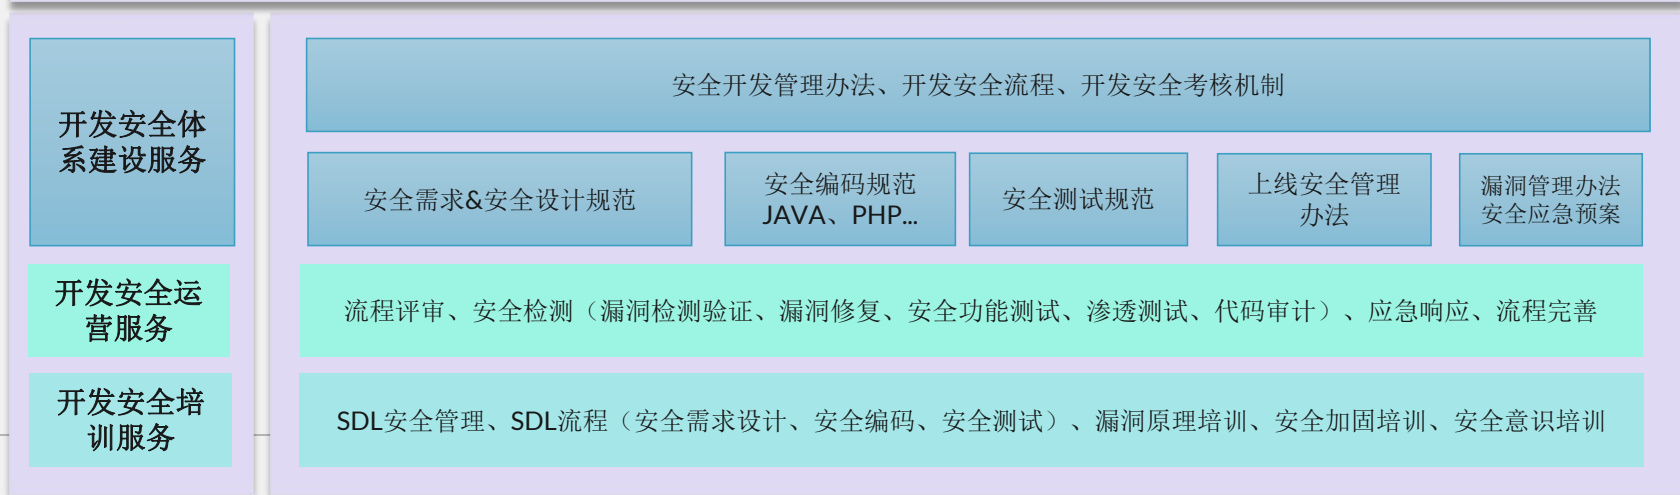 开发安全体
系建设服务
安全开发管理办法、开发安全流程、开发安全考核机制
安全需求&安全设计规范
安全编码规范
JAVA、PHP...
安全测试规范
上线安全管理
办法
漏洞管理办法
安全应急预案
开发安全运
营服务
流程评审、安全检测（漏洞检测验证、漏洞修复、安全功能测试、渗透测试、代码审计）、应急响应、流程完善
开发安全培
训服务
SDL安全管理、SDL流程（安全需求设计、安全编码、安全测试）、漏洞原理培训、安全加固培训、安全意识培训